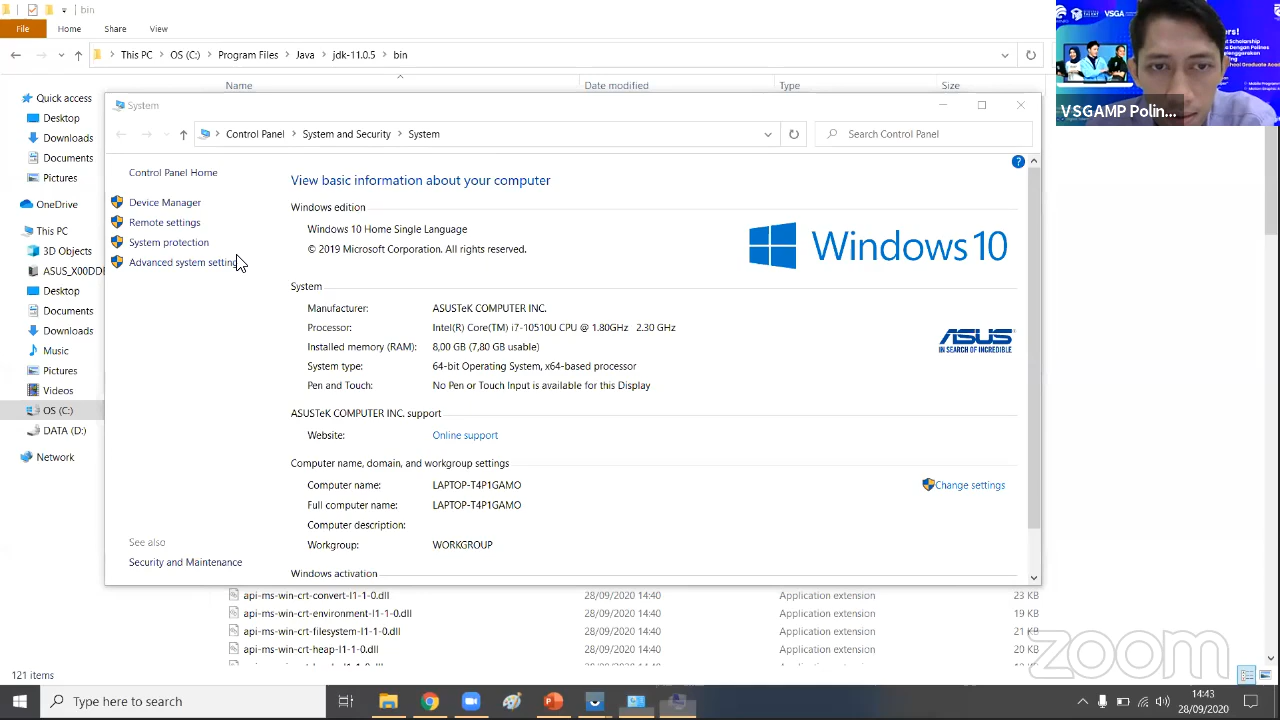 bin
File Home Share View
This PC OS (C:) Program Files Java jdk-10.0.5 bin
Name Date modified Type Size
Quick access
Desktop
Downloads
Documents
Pictures
OneDrive
This PC
3D Objects
ASUS_X00DD
Desktop
Documents
Downloads
Music
Pictures
Videos
OS (C:)
DATA (D:)
Network
System
Control Panel System and Security System
Search Control Panel
Control Panel Home
Device Manager
Remote settings
System protection
Advanced system setting
See also
Security and Maintenance
View basic information about your computer
Windows edition
Windows 10 Home Single Language
© 2019 Microsoft Corporation. All rights reserved.
Windows 10
System
Manufacturer: ASUSTeK COMPUTER INC.
Processor: Intel(R) Core(TM) i7-10510U CPU @ 1.80GHz 2.30 GHz
Installed memory (RAM): 8,00 GB (7,80 GB usable)
System type: 64-bit Operating System, x64-based processor
Pen and Touch: No Pen or Touch Input is available for this Display
ASUS
IN SEARCH OF INCREDIBLE
ASUSTeK COMPUTER INC. support
Website: Online support
Computer name, domain, and workgroup settings
Computer name: LAPTOP-T4P1GAMO
Change settings
Full computer name: LAPTOP-T4P1GAMO
Computer description:
Workgroup: WORKGROUP
Windows activation
api-ms-win-crt-convert-l1-1-0.dll 28/09/2020 14:40 Application extension 23 KB
api-ms-win-crt-environment-l1-1-0.dll 28/09/2020 14:40 Application extension 19 KB
api-ms-win-crt-filesystem-l1-1-0.dll 28/09/2020 14:40 Application extension 21 KB
api-ms-win-crt-heap-l1-1-0.dll 28/09/2020 14:40 Application extension 20 KB
121 items
VSGA
VSGAMP Polin...
zoom
Type here to search
14:43
28/09/2020